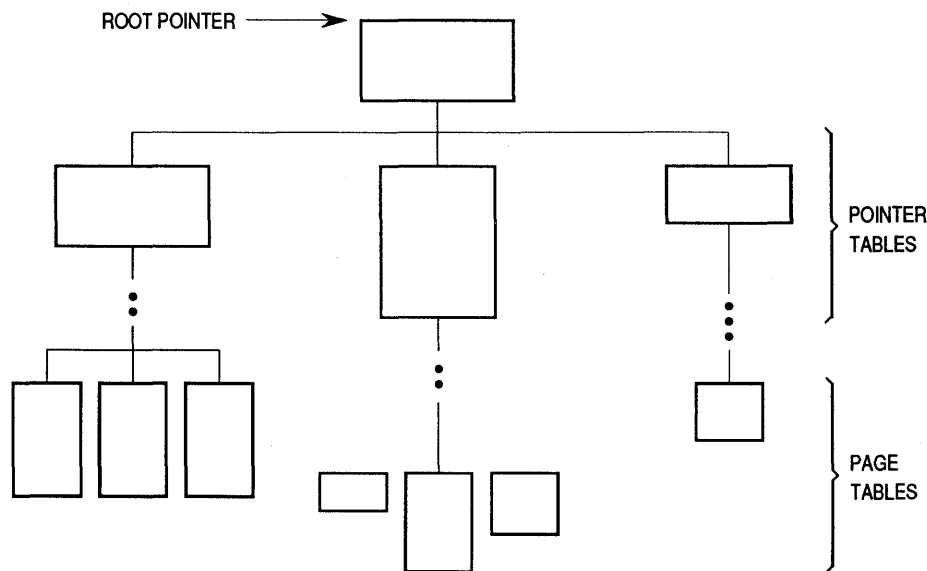 ROOT POINTER
POINTER
TABLES
PAGE
TABLES